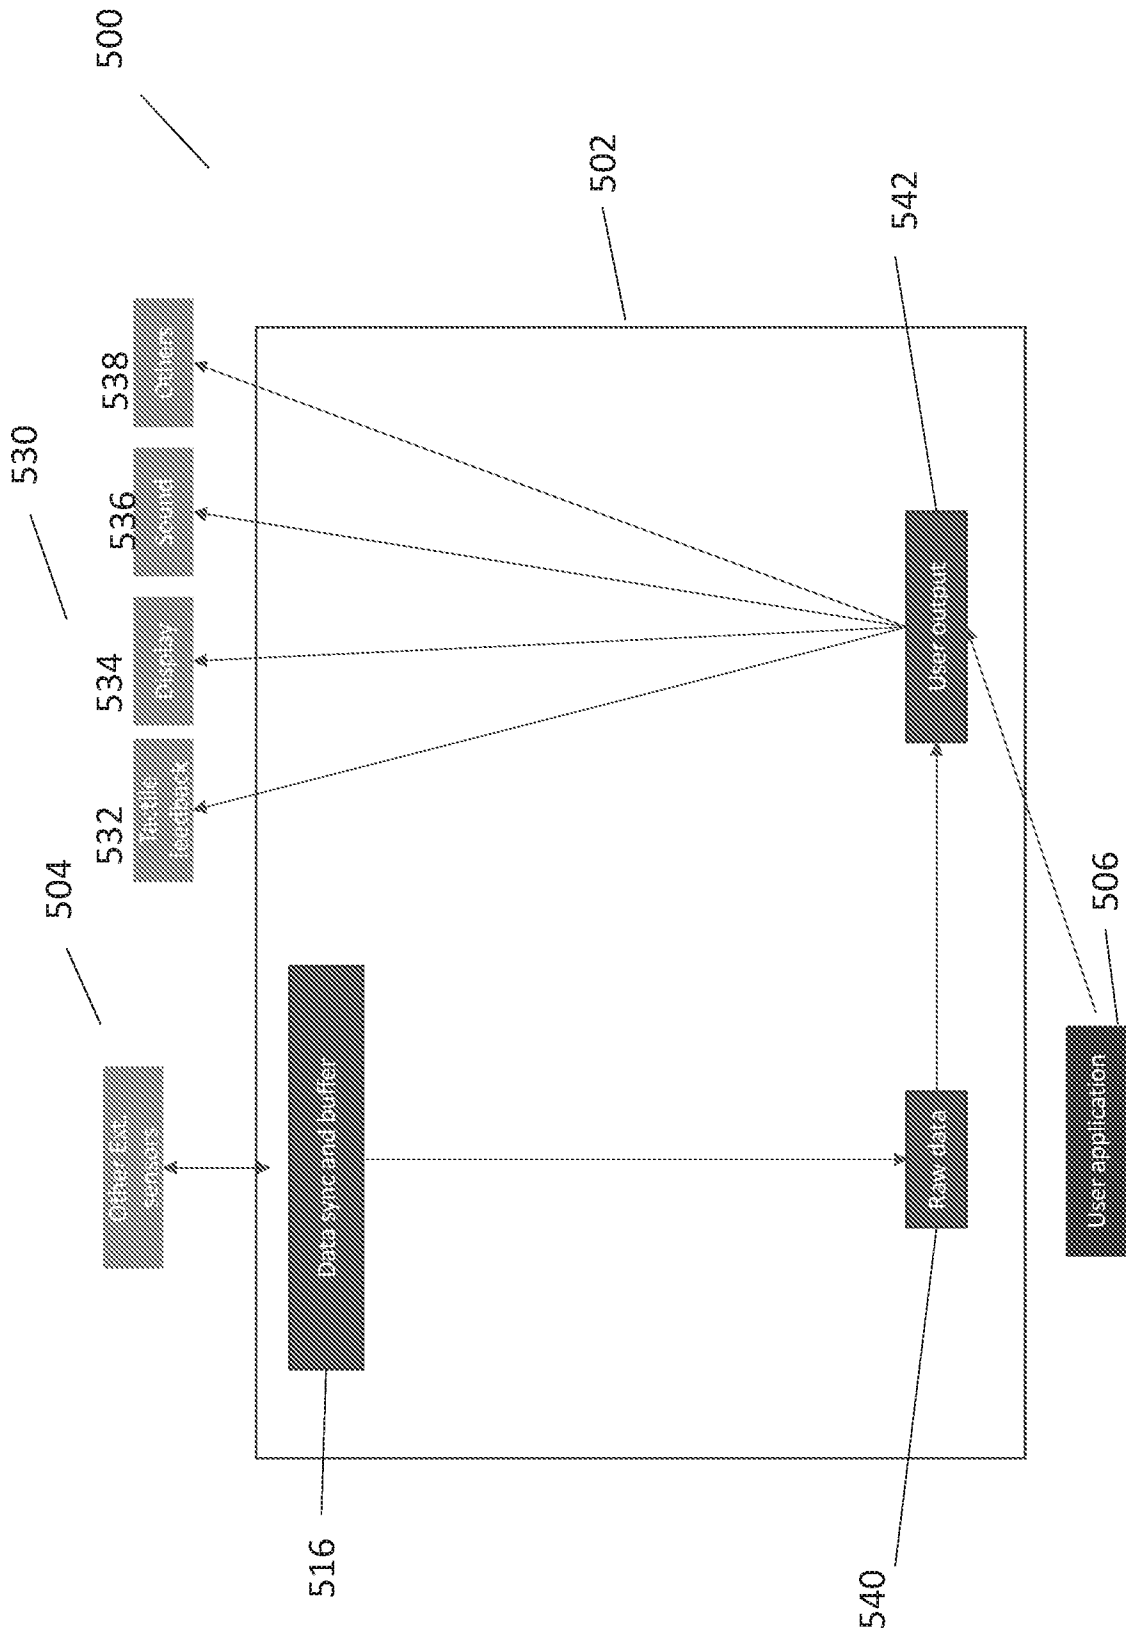 500
530
504
532
534
536
538
Other Ext.
sensors
Tactile
feedback
Display
Sound
Others
502
516
Data sync and buffer
540
Raw data
User output
542
User application
506